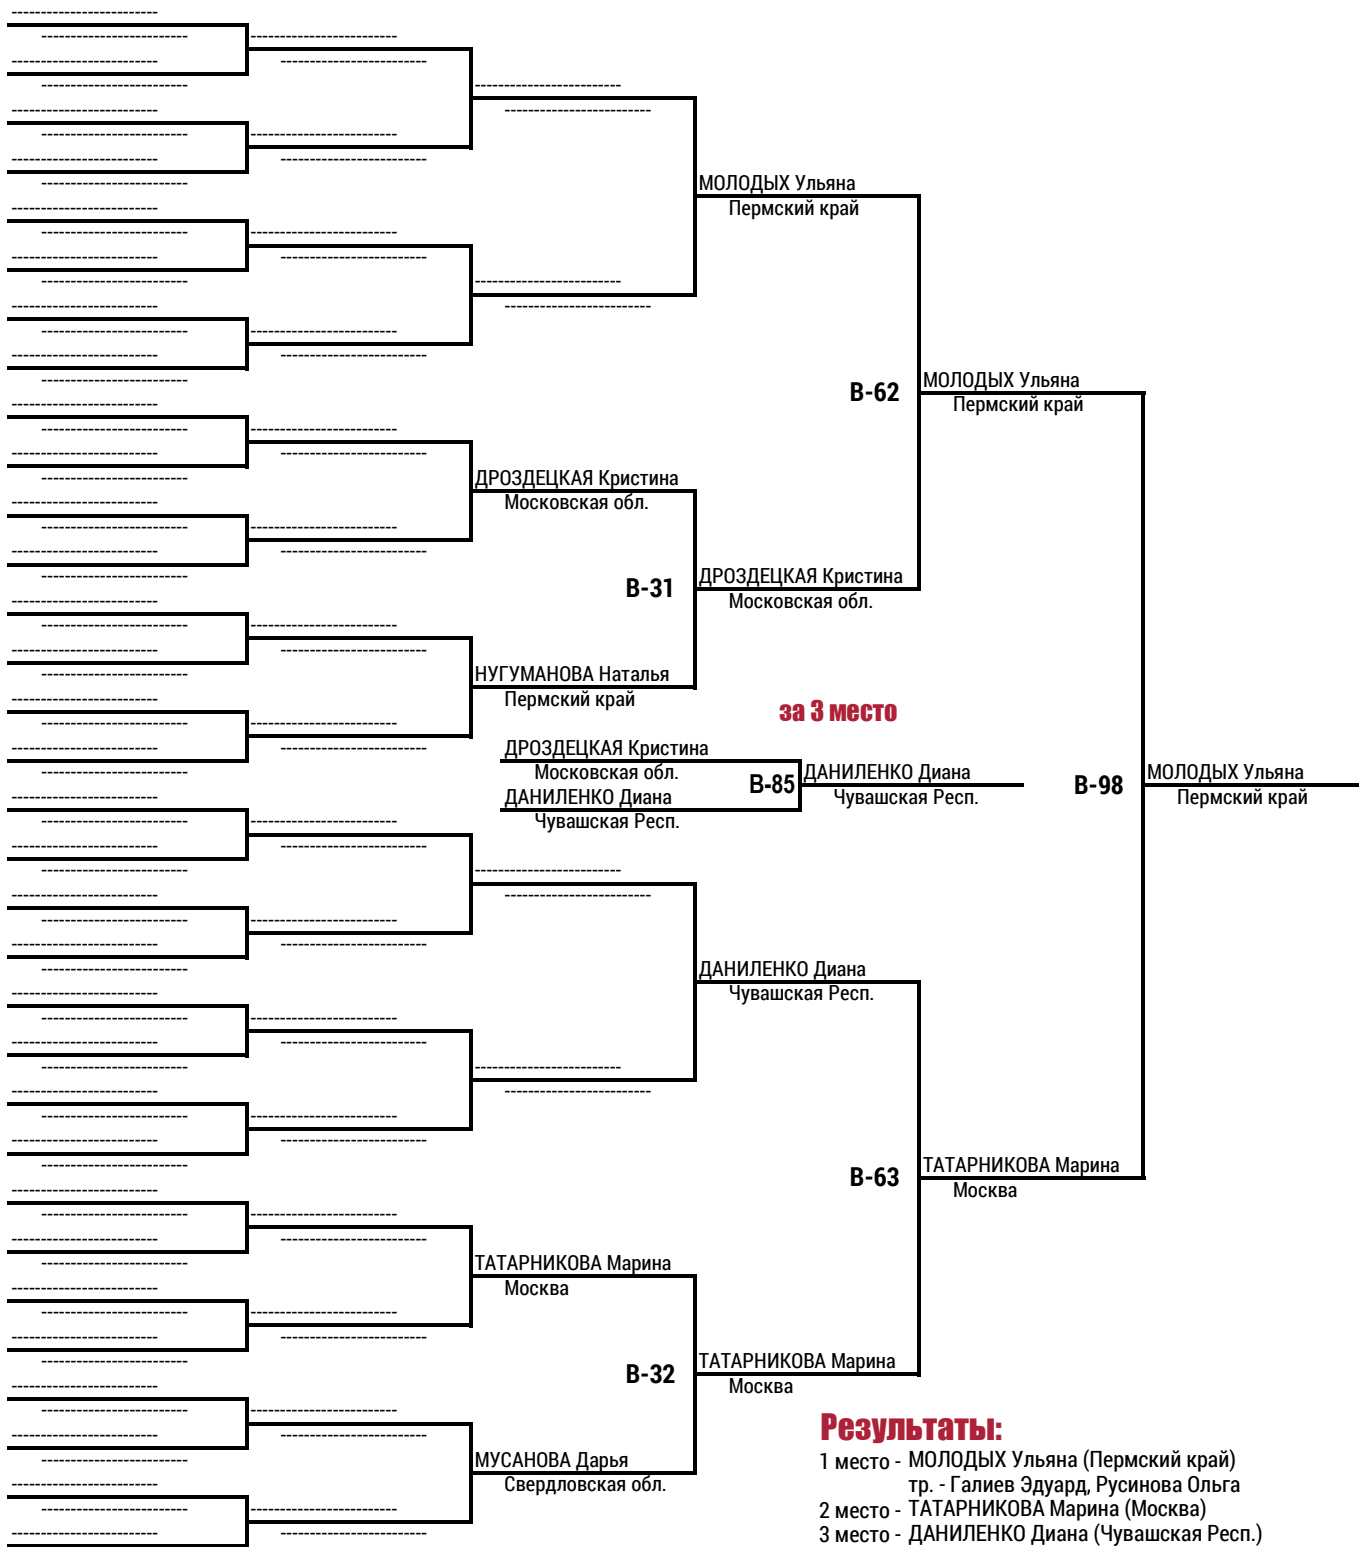 МОЛОДЫХ Ульяна
Пермский край
В-62
МОЛОДЫХ Ульяна
Пермский край
ДРОЗДЕЦКАЯ Кристина
Московская обл.
В-31
ДРОЗДЕЦКАЯ Кристина
Московская обл.
НУГУМАНОВА Наталья
Пермский край
за 3 место
ДРОЗДЕЦКАЯ Кристина
Московская обл.
ДАНИЛЕНКО Диана
Чувашская Респ.
В-85
ДАНИЛЕНКО Диана
Чувашская Респ.
В-98
МОЛОДЫХ Ульяна
Пермский край
ДАНИЛЕНКО Диана
Чувашская Респ.
В-63
ТАТАРНИКОВА Марина
Москва
ТАТАРНИКОВА Марина
Москва
В-32
ТАТАРНИКОВА Марина
Москва
МУСАНОВА Дарья
Свердловская обл.
Результаты:
1 место - МОЛОДЫХ Ульяна (Пермский край)
тр. - Галиев Эдуард, Русинова Ольга
2 место - ТАТАРНИКОВА Марина (Москва)
3 место - ДАНИЛЕНКО Диана (Чувашская Респ.)